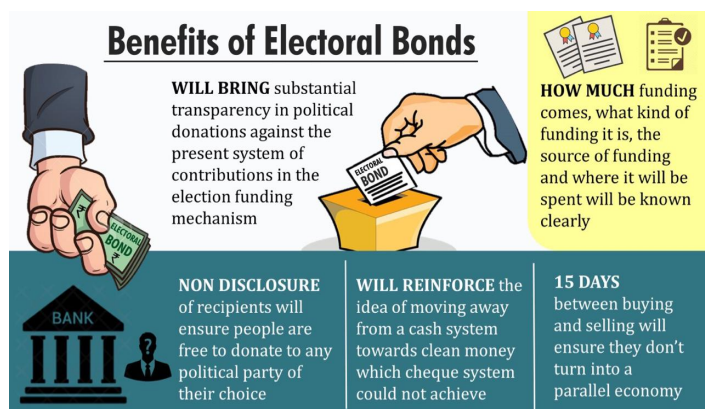 Benefits of Electoral Bonds
WILL BRING substantial
transparency in political
donations against the
present system of
contributions in the
election funding
mechanism
ELECTORAL
BOND
HOW MUCH funding
comes, what kind of
funding it is, the
source of funding
and where it will be
spent will be known
clearly
₹
ELECTORAL
BOND
₹
BANK
?
NON DISCLOSURE
of recipients will
ensure people are
free to donate to any
political party of
their choice
WILL REINFORCE the
idea of moving away
from a cash system
towards clean money
which cheque system
could not achieve
15 DAYS
between buying
and selling will
ensure they don't
turn into a
parallel economy